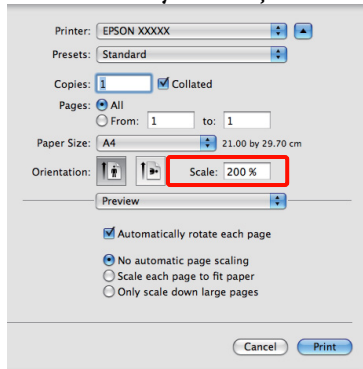 Printer: EPSON XXXXX
Presets: Standard
Copies: 1 Collated
Pages: All
From: 1 to: 1
Paper Size: A4 21.00 by 29.70 cm
Orientation: Scale: 200 %
Preview
Automatically rotate each page
No automatic page scaling
Scale each page to fit paper
Only scale down large pages
Cancel Print